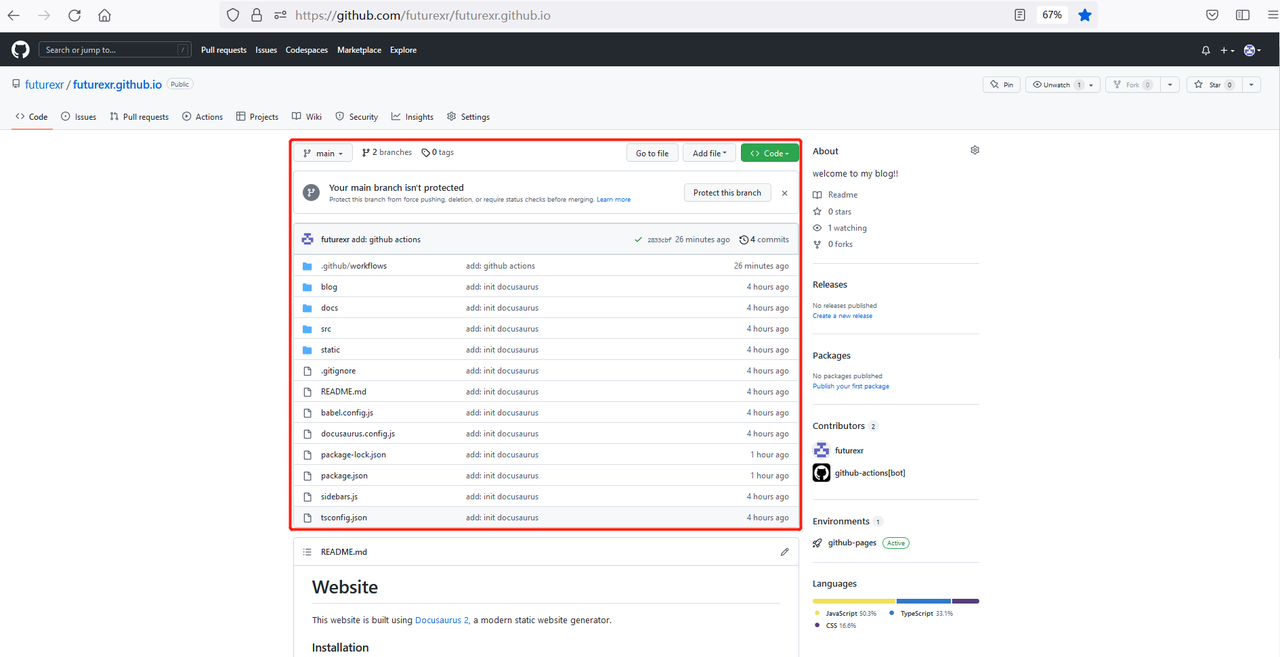 https://github.com/futurexr/futurexr.github.io 67%
Search or jump to... / Pull requests Issues Codespaces Marketplace Explore
futurexr / futurexr.github.io Public Pin Unwatch 1 Fork 0 Star 0
Code Issues Pull requests Actions Projects Wiki Security Insights Settings
main 2 branches 0 tags Go to file Add file Code
Your main branch isn't protected
Protect this branch from force pushing, deletion, or require status checks before merging. Learn more
Protect this branch
futurexr add: github actions 2833cbf 26 minutes ago 4 commits
.github/workflows add: github actions 26 minutes ago
blog add: init docusaurus 4 hours ago
docs add: init docusaurus 4 hours ago
src add: init docusaurus 4 hours ago
static add: init docusaurus 4 hours ago
.gitignore add: init docusaurus 4 hours ago
README.md add: init docusaurus 4 hours ago
babel.config.js add: init docusaurus 4 hours ago
docusaurus.config.js add: init docusaurus 4 hours ago
package-lock.json add: init docusaurus 1 hour ago
package.json add: init docusaurus 1 hour ago
sidebars.js add: init docusaurus 4 hours ago
tsconfig.json add: init docusaurus 4 hours ago
README.md
Website
This website is built using Docusaurus 2, a modern static website generator.
Installation
About
welcome to my blog!!
Readme
0 stars
1 watching
0 forks
Releases
No releases published
Create a new release
Packages
No packages published
Publish your first package
Contributors 2
futurexr
github-actions[bot]
Environments 1
github-pages Active
Languages
JavaScript 50.3% TypeScript 33.1%
CSS 16.6%